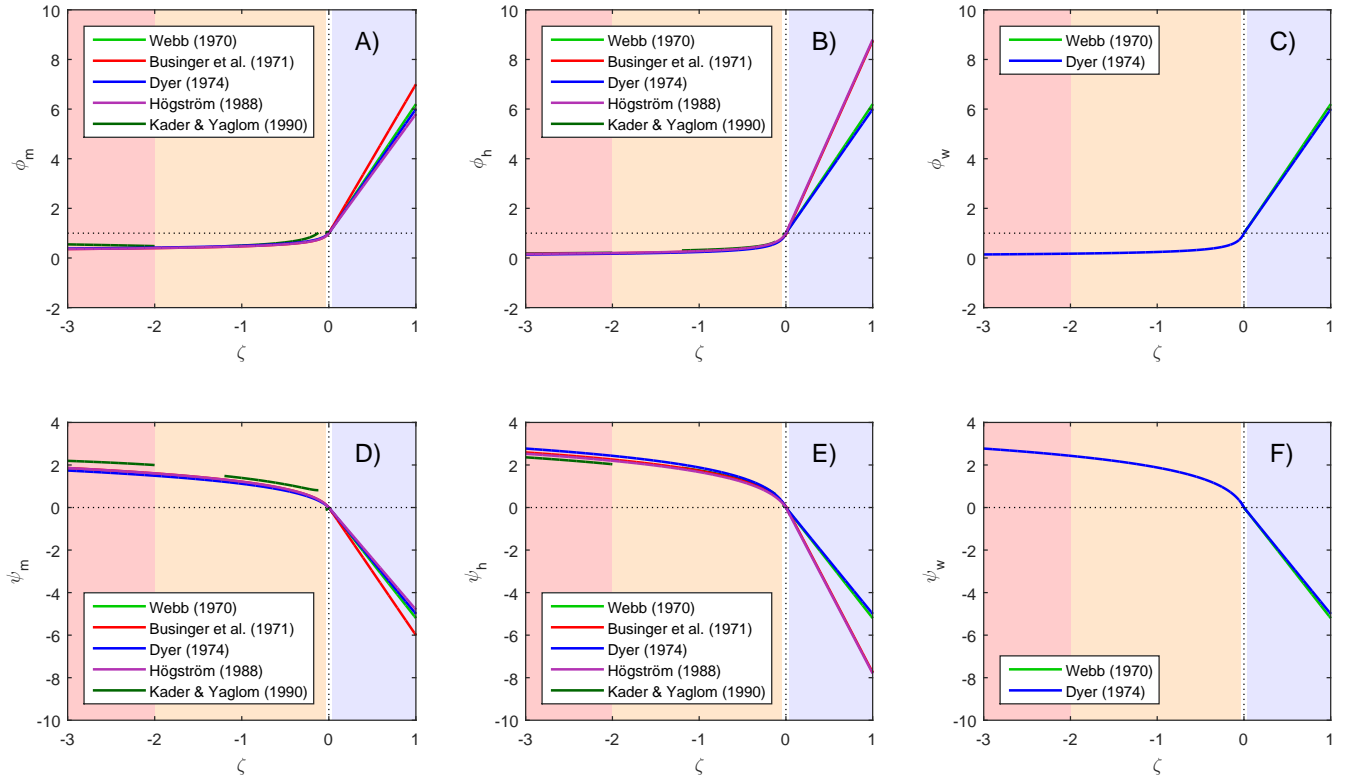 10
8
6
4
2
0
-2
-3
-2
-1
0
1
ζ
ϕm
A)
Webb (1970)
Businger et al. (1971)
Dyer (1974)
Högström (1988)
Kader & Yaglom (1990)
10
8
6
4
2
0
-2
-3
-2
-1
0
1
ζ
ϕh
B)
Webb (1970)
Businger et al. (1971)
Dyer (1974)
Högström (1988)
Kader & Yaglom (1990)
10
8
6
4
2
0
-2
-3
-2
-1
0
1
ζ
ϕw
C)
Webb (1970)
Dyer (1974)
4
2
0
-2
-4
-6
-8
-10
-3
-2
-1
0
1
ζ
ψm
D)
Webb (1970)
Businger et al. (1971)
Dyer (1974)
Högström (1988)
Kader & Yaglom (1990)
4
2
0
-2
-4
-6
-8
-10
-3
-2
-1
0
1
ζ
ψh
E)
Webb (1970)
Businger et al. (1971)
Dyer (1974)
Högström (1988)
Kader & Yaglom (1990)
4
2
0
-2
-4
-6
-8
-10
-3
-2
-1
0
1
ζ
ψw
F)
Webb (1970)
Dyer (1974)